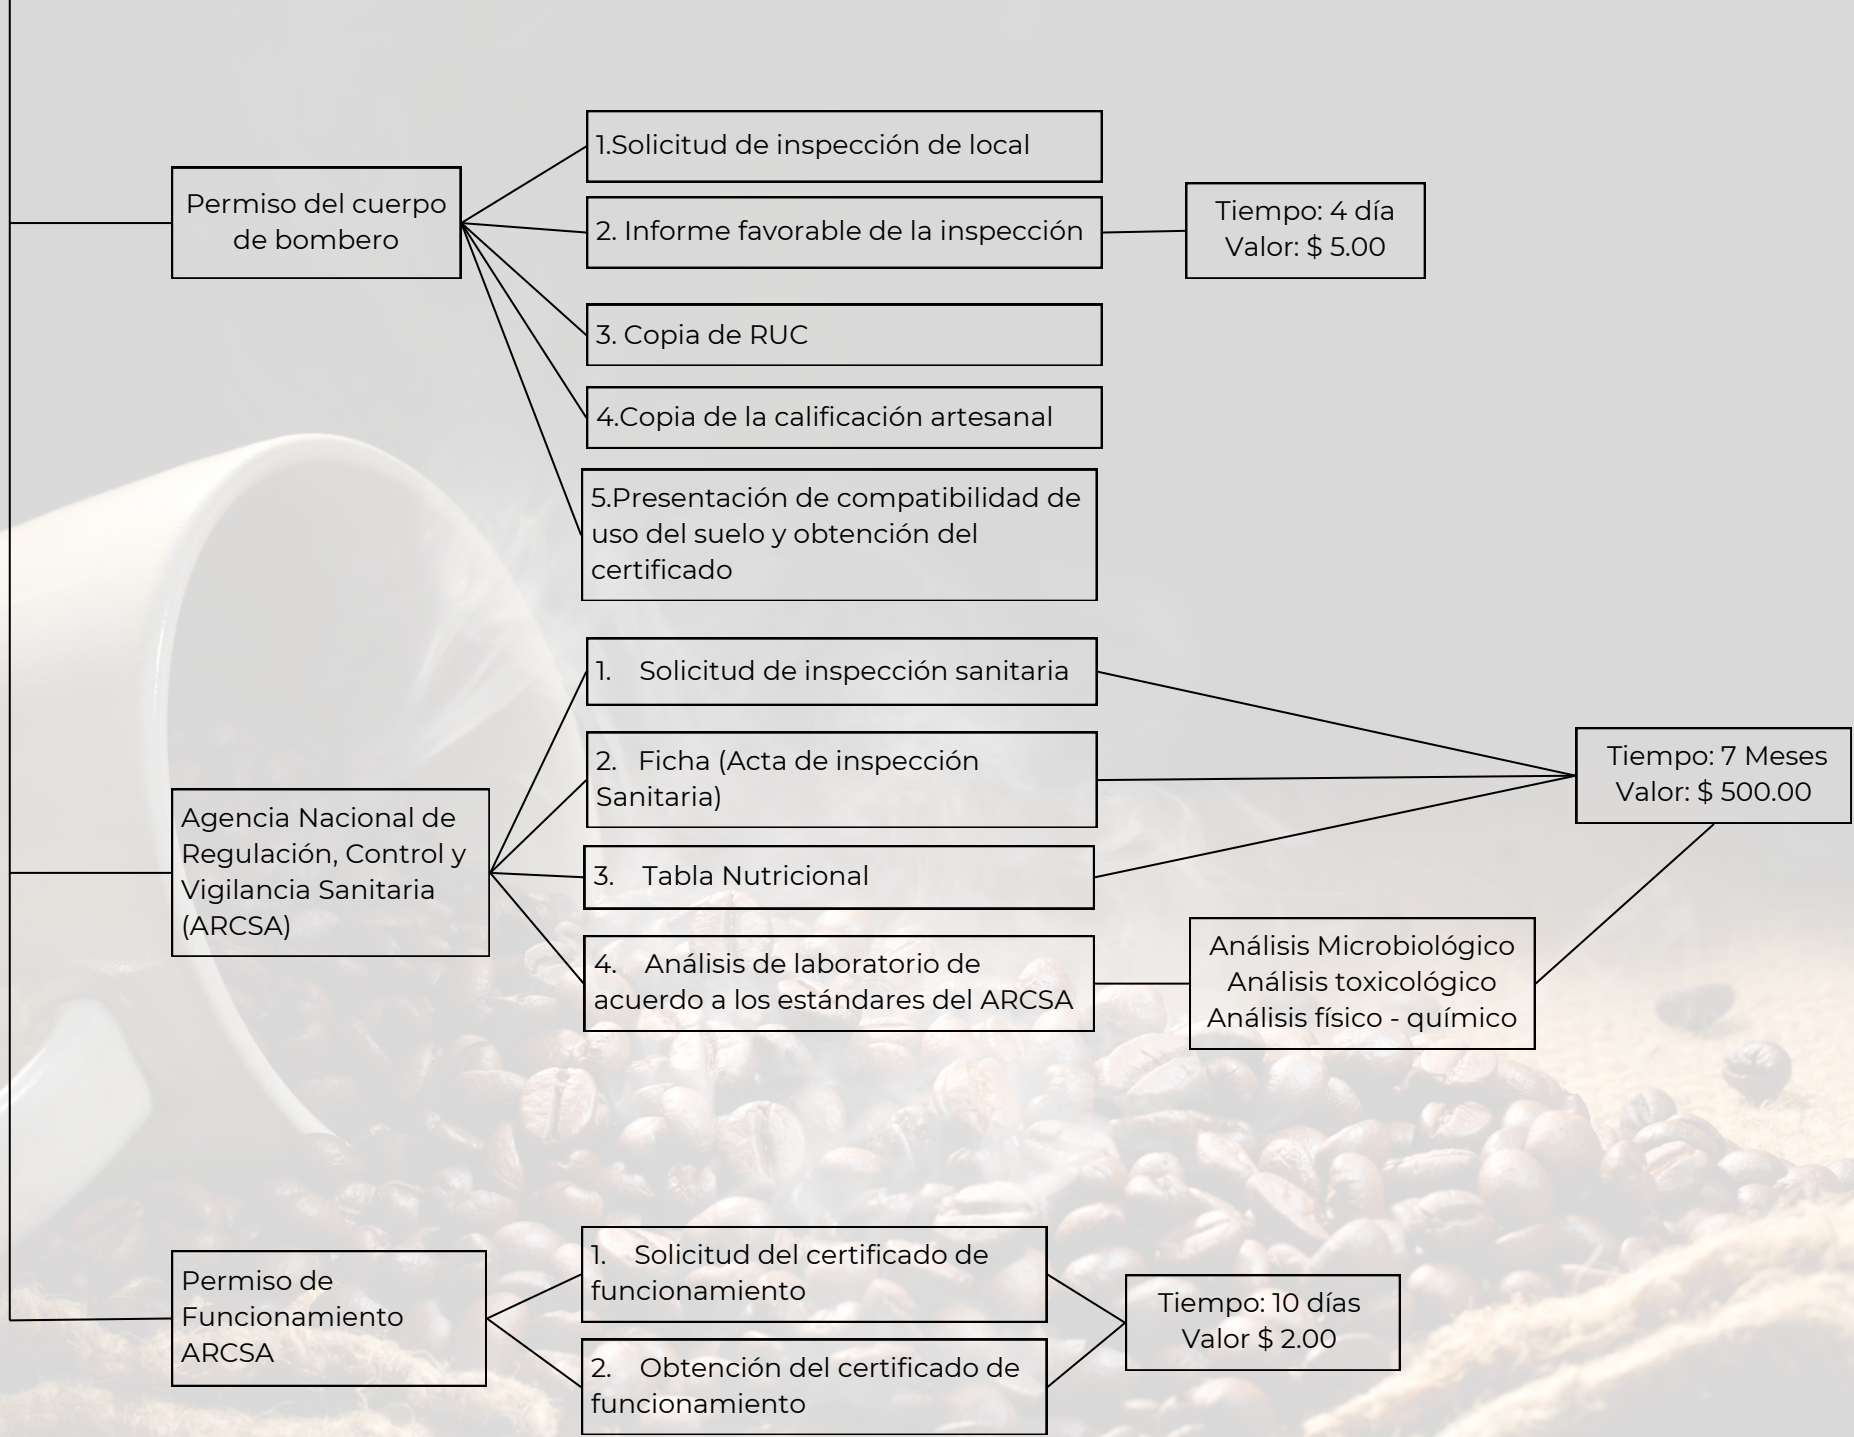 Permiso del cuerpo
de bombero
1.Solicitud de inspección de local
2. Informe favorable de la inspección
Tiempo: 4 día
Valor: $ 5.00
3. Copia de RUC
4.Copia de la calificación artesanal
5.Presentación de compatibilidad de
uso del suelo y obtención del
certificado
Agencia Nacional de
Regulación, Control y
Vigilancia Sanitaria
(ARCSA)
1. Solicitud de inspección sanitaria
2. Ficha (Acta de inspección
Sanitaria)
3. Tabla Nutricional
4. Análisis de laboratorio de
acuerdo a los estándares del ARCSA
Análisis Microbiológico
Análisis toxicológico
Análisis físico - químico
Tiempo: 7 Meses
Valor: $ 500.00
Permiso de
Funcionamiento
ARCSA
1. Solicitud del certificado de
funcionamiento
2. Obtención del certificado de
funcionamiento
Tiempo: 10 días
Valor $ 2.00